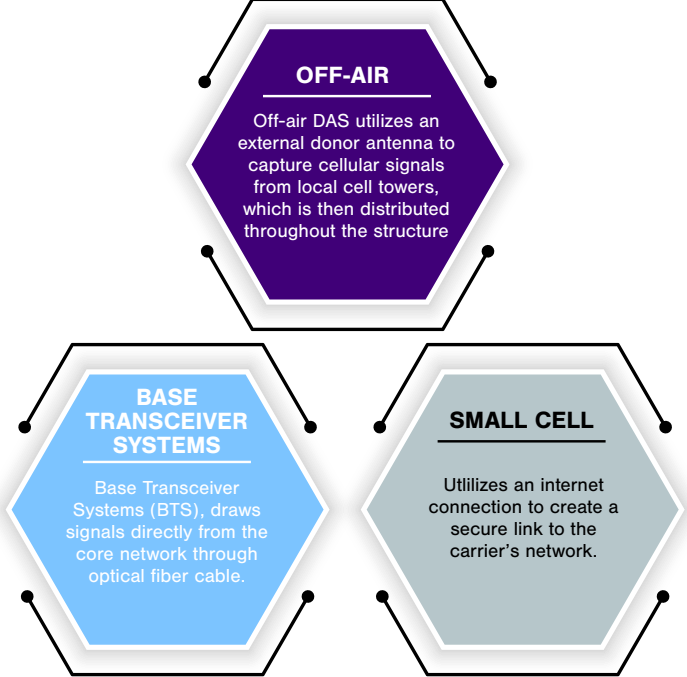 OFF-AIR
Off-air DAS utilizes an
external donor antenna to
capture cellular signals
from local cell towers,
which is then distributed
throughout the structure
BASE
TRANSCEIVER
SYSTEMS
Base Transceiver
Systems (BTS), draws
signals directly from the
core network through
optical fiber cable.
SMALL CELL
Utlilizes an internet
connection to create a
secure link to the
carrier’s network.